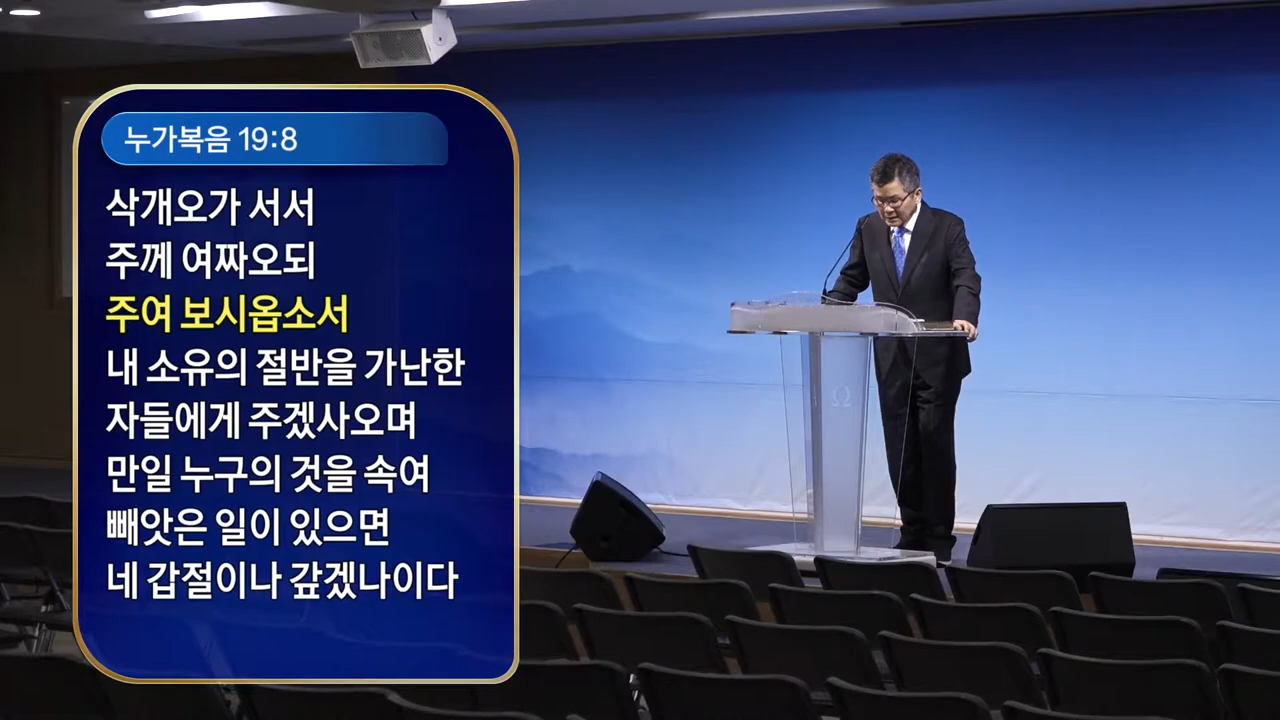 누가복음 19:8
삭개오가 서서
주께 여짜오되
주여 보시옵소서
내 소유의 절반을 가난한
자들에게 주겠사오며
만일 누구의 것을 속여
빼앗은 일이 있으면
네 갑절이나 갚겠나이다
Ω